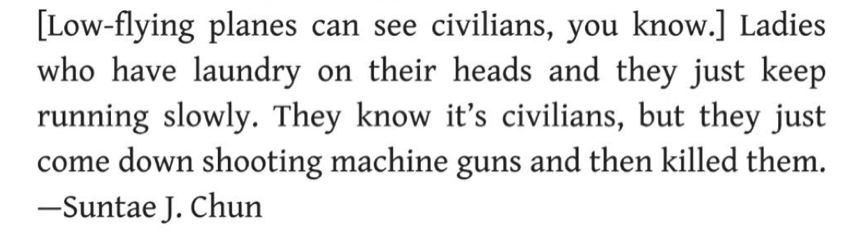 [Low-flying planes can see civilians, you know.] Ladies
who have laundry on their heads and they just keep
running slowly. They know it’s civilians, but they just
come down shooting machine guns and then killed them.
—Suntae J. Chun